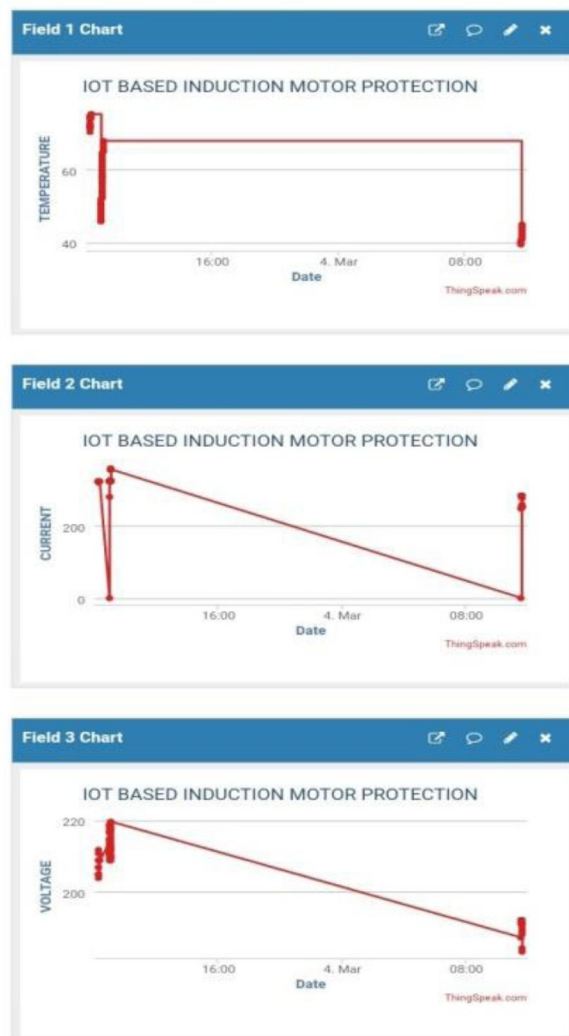 Field 1 Chart
IOT BASED INDUCTION MOTOR PROTECTION
TEMPERATURE
60
40
16:00 4. Mar 08:00
Date
ThingSpeak.com
Field 2 Chart
IOT BASED INDUCTION MOTOR PROTECTION
CURRENT
200
0
16:00 4. Mar 08:00
Date
ThingSpeak.com
Field 3 Chart
IOT BASED INDUCTION MOTOR PROTECTION
220
VOLTAGE
200
16:00 4. Mar 08:00
Date
ThingSpeak.com